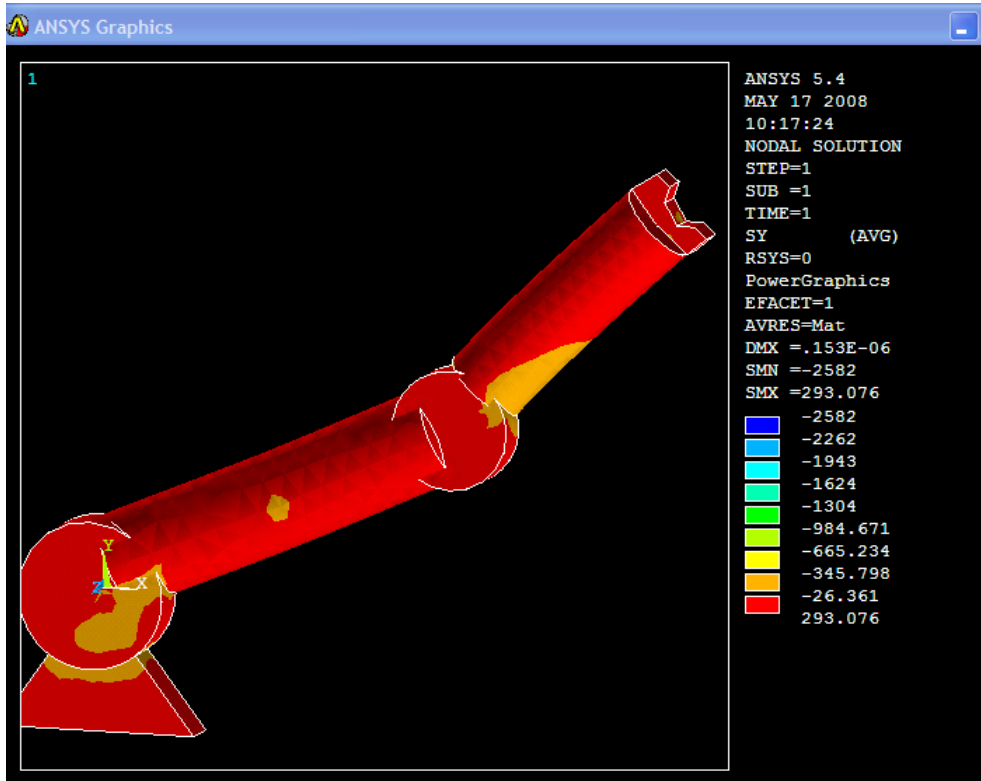 ANSYS Graphics
1
ANSYS 5.4
MAY 17 2008
10:17:24
NODAL SOLUTION
STEP=1
SUB =1
TIME=1
SY (AVG)
RSYS=0
PowerGraphics
EFACET=1
AVRES=Mat
DMX =.153E-06
SMN =-2582
SMX =293.076
-2582
-2262
-1943
-1624
-1304
-984.671
-665.234
-345.798
-26.361
293.076
Y
Z X